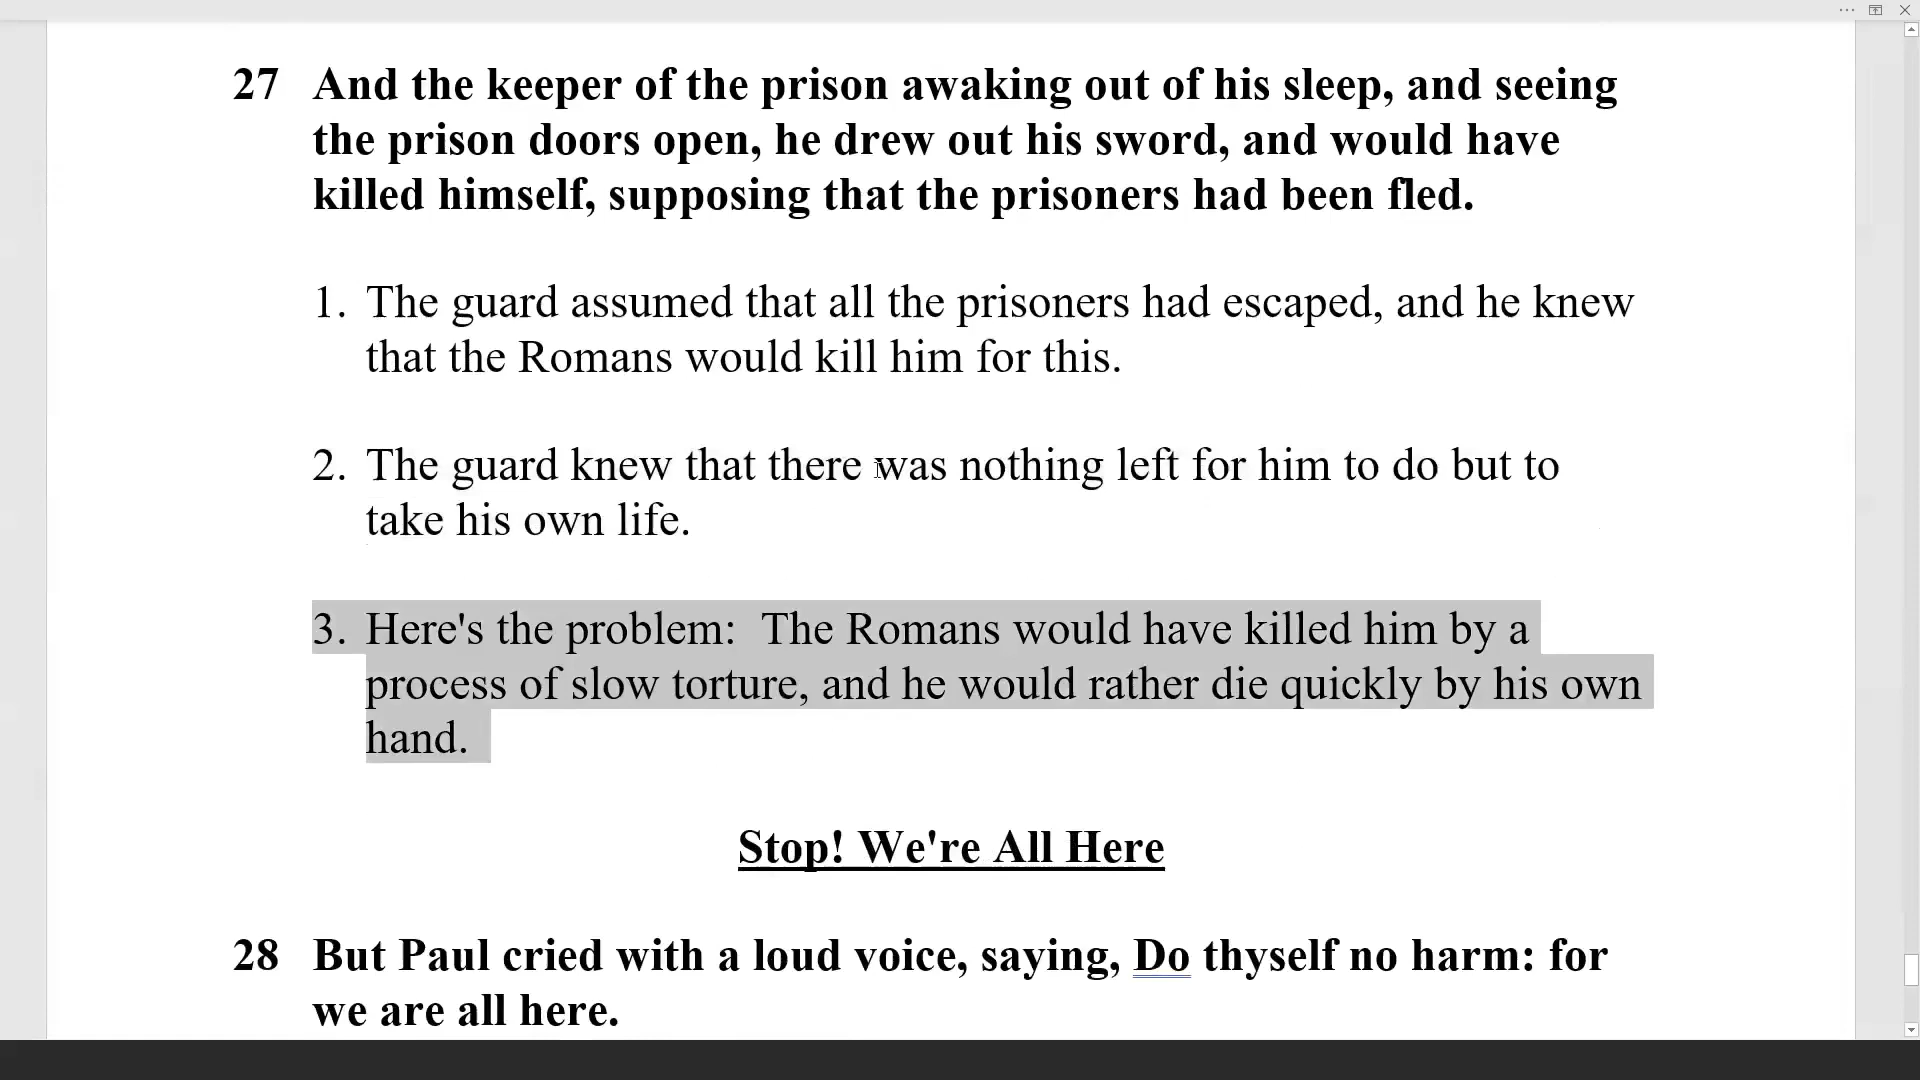 27 And the keeper of the prison awaking out of his sleep, and seeing
the prison doors open, he drew out his sword, and would have
killed himself, supposing that the prisoners had been fled.
1. The guard assumed that all the prisoners had escaped, and he knew
that the Romans would kill him for this.
2. The guard knew that there was nothing left for him to do but to
take his own life.
3. Here's the problem:  The Romans would have killed him by a
process of slow torture, and he would rather die quickly by his own
hand.
Stop! We're All Here
28 But Paul cried with a loud voice, saying, Do thyself no harm: for
we are all here.